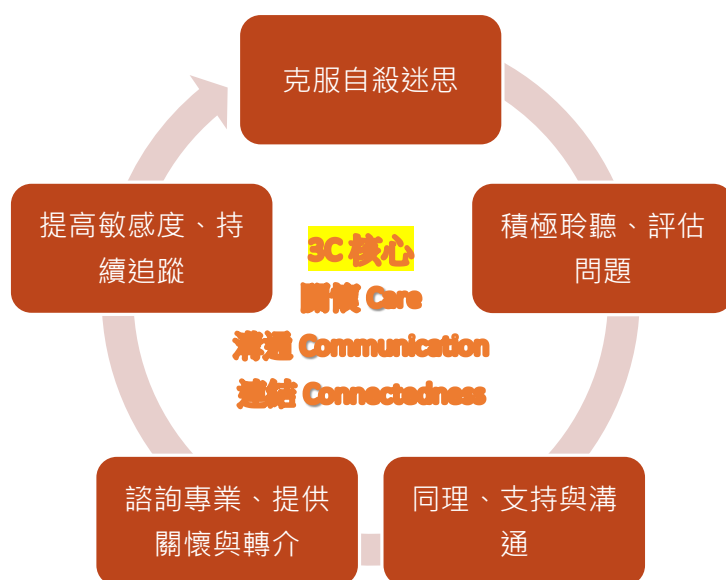 克服自殺迷思
積極聆聽、評估
問題
同理、支持與溝
通
諮詢專業、提供
關懷與轉介
提高敏感度、持
續追蹤
3C 核心
關懷 Care
溝通 Communication
連結 Connectedness